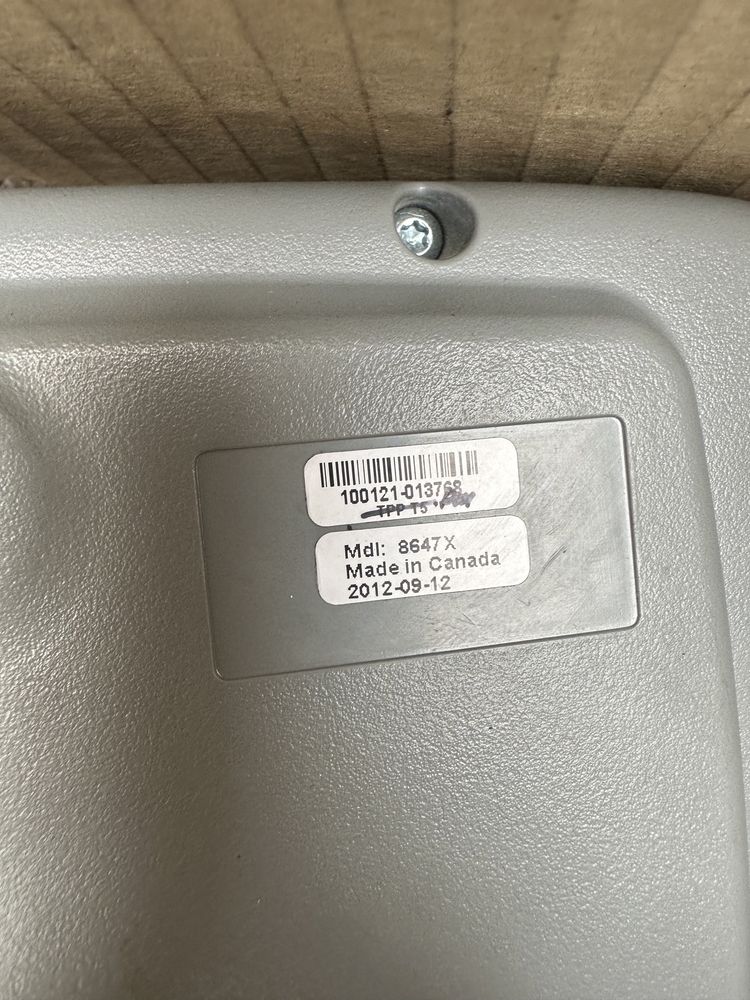 100121-013768
TPP T5
Mdl: 8647X
Made in Canada
2012-09-12